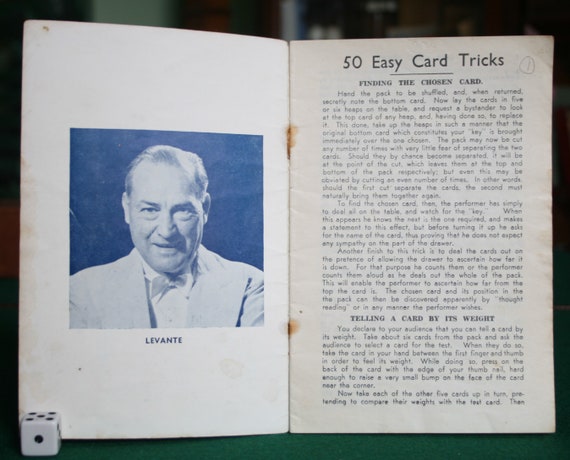 LEVANTE
50 Easy Card Tricks
1
FINDING THE CHOSEN CARD.
Hand the pack to be shuffled, and, when returned,
secretly note the bottom card. Now lay the cards in five
or six heaps on the table, and request a bystander to look
at the top card of any heap, and, having done so, to replace
it. This done, take up the heaps in such a manner that the
original bottom card which constitutes your "key" is brought
immediately over the one chosen. The pack may now be cut
any number of times with very little fear of separating the two
cards. Should they by chance become separated, it will be
at the point of the cut, which leaves them at the top and
bottom of the pack respectively; but even this may be
obviated by cutting an even number of times. In other words,
should the first cut separate the cards, the second must
naturally bring them together again.
To find the chosen card, then, the performer has simply
to deal all on the table, and watch for the "key." When
this appears he knows the next is the one required, and makes
a statement to this effect, but before turning it up he asks
for the name of the card, thus proving that he does not expect
any sympathy on the part of the drawer.
Another finish to this trick is to deal the cards out on
the pretence of allowing the drawer to ascertain how far it
is down. For that purpose he counts them or the performer
counts them aloud as he deals out the whole of the pack.
This will enable the performer to ascertain how far from the
top the card is. The chosen card and its position in the
the pack can then be discovered apparently by "thought
reading" or in any manner the performer wishes.
TELLING A CARD BY ITS WEIGHT
You declare to your audience that you can tell a card by
its weight. Take about six cards from the pack and ask the
audience to select a card for the test. When they do so,
take the card in your hand between the first finger and thumb
in order to feel its weight. While doing so, press on the
back of the card with the edge of your thumb nail, hard
enough to raise a very small bump on the face of the card
near the corner.
Now take each of the other five cards up in turn, pre-
tending to compare their weights with the test card. Then